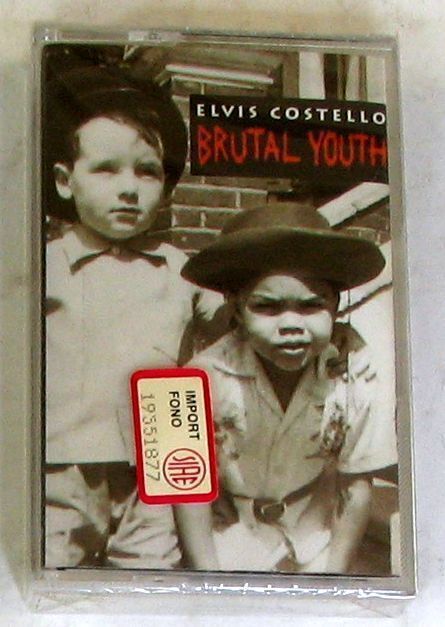 ELVIS COSTELLO
BRUTAL YOUTH
IMPORT
FONO
SIAE
19351877